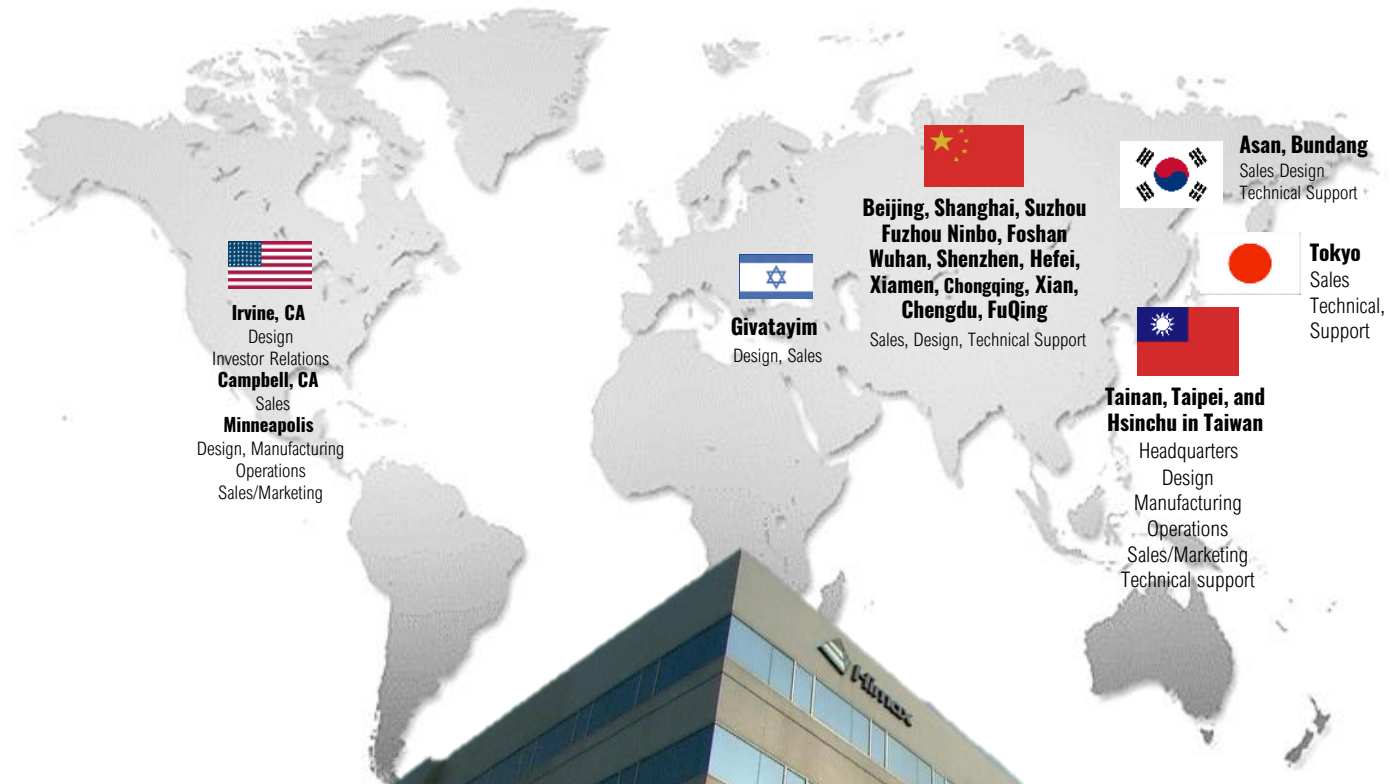 Irvine, CA
Design
Investor Relations
Campbell, CA
Sales
Minneapolis
Design, Manufacturing
Operations
Sales/Marketing
Givatayim
Design, Sales
Beijing, Shanghai, Suzhou
Fuzhou Ninbo, Foshan
Wuhan, Shenzhen, Hefei,
Xiamen, Chongqing, Xian,
Chengdu, FuQing
Sales, Design, Technical Support
Asan, Bundang
Sales Design
Technical Support
Tokyo
Sales
Technical,
Support
Tainan, Taipei, and
Hsinchu in Taiwan
Headquarters
Design
Manufacturing
Operations
Sales/Marketing
Technical support
Himax